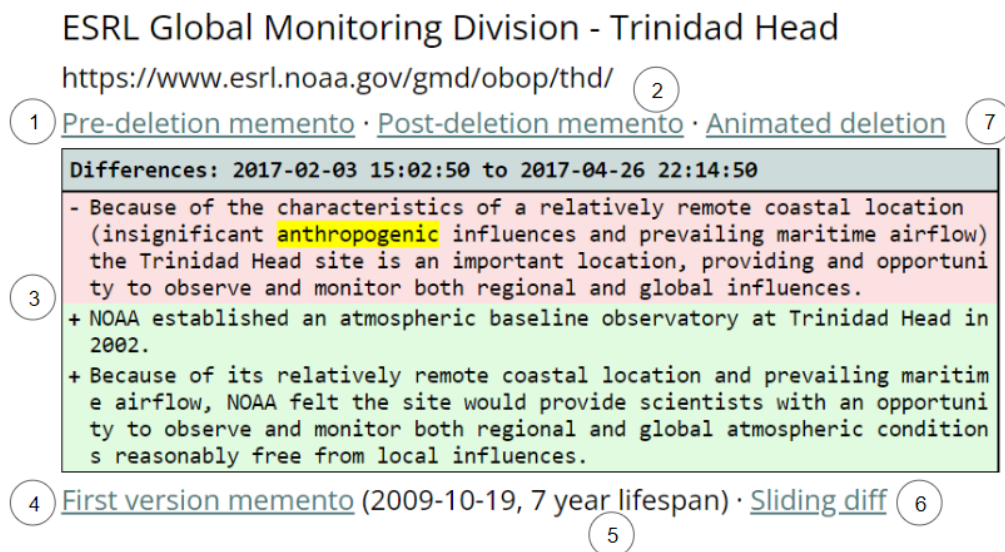 ESRL Global Monitoring Division - Trinidad Head
https://www.esrl.noaa.gov/gmd/obop/thd/
2
1 Pre-deletion memento · Post-deletion memento · Animated deletion 7
Differences: 2017-02-03 15:02:50 to 2017-04-26 22:14:50
- Because of the characteristics of a relatively remote coastal location
(insignificant anthropogenic influences and prevailing maritime airflow)
the Trinidad Head site is an important location, providing and opportuni
ty to observe and monitor both regional and global influences.
3
+ NOAA established an atmospheric baseline observatory at Trinidad Head in
2002.
+ Because of its relatively remote coastal location and prevailing maritim
e airflow, NOAA felt the site would provide scientists with an opportuni
ty to observe and monitor both regional and global atmospheric condition
s reasonably free from local influences.
4 First version memento (2009-10-19, 7 year lifespan) · Sliding diff 6
5